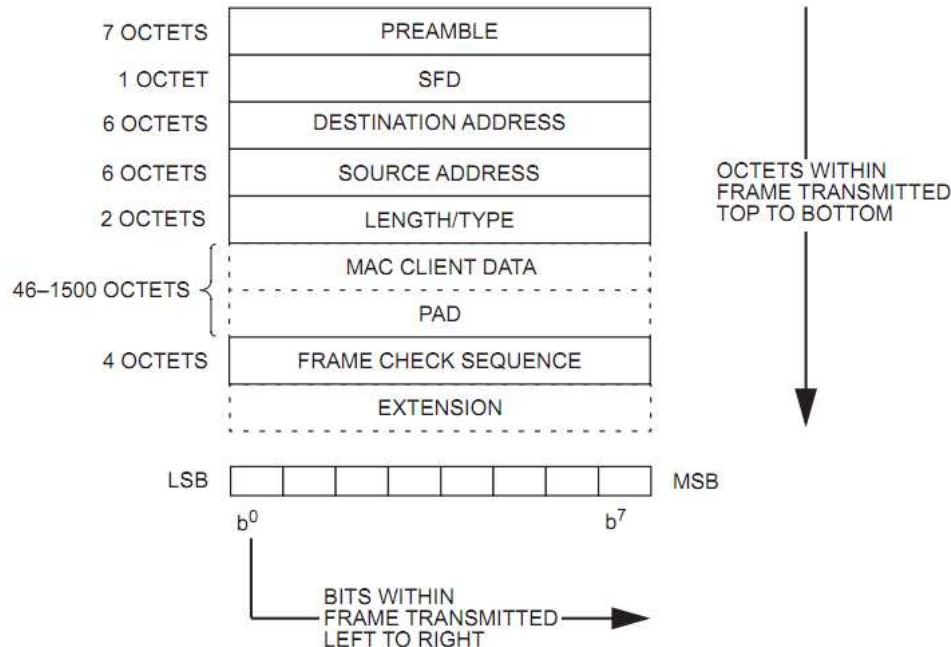 7 OCTETS PREAMBLE
1 OCTET SFD
6 OCTETS DESTINATION ADDRESS
6 OCTETS SOURCE ADDRESS
2 OCTETS LENGTH/TYPE
MAC CLIENT DATA
46–1500 OCTETS
PAD
4 OCTETS FRAME CHECK SEQUENCE
EXTENSION
OCTETS WITHIN
FRAME TRANSMITTED
TOP TO BOTTOM
LSB MSB
b⁰ b⁷
BITS WITHIN
FRAME TRANSMITTED
LEFT TO RIGHT